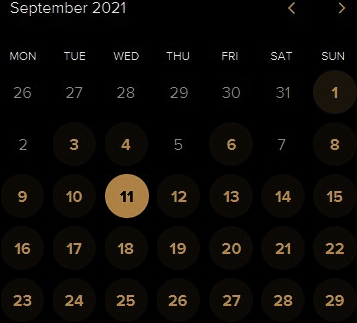 September 2021 < >
MON TUE WED THU FRI SAT SUN
26 27 28 29 30 31 1
2 3 4 5 6 7 8
9 10 11 12 13 14 15
16 17 18 19 20 21 22
23 24 25 26 27 28 29